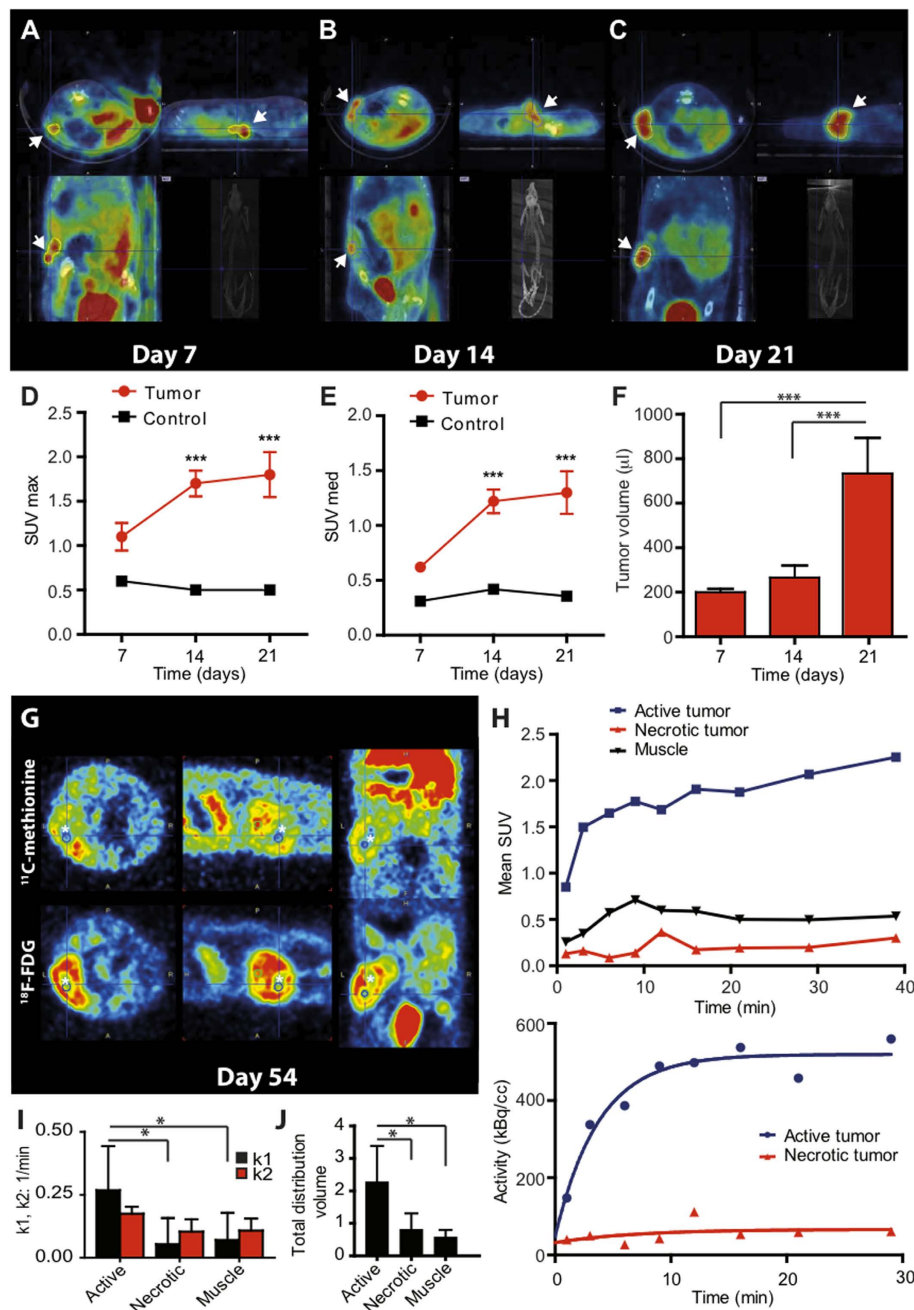 A
B
C
Day 7
Day 14
Day 21
D
Tumor
Control
SUV max
2.5
2.0
1.5
1.0
0.5
0.0
***
***
7
14
21
Time (days)
E
Tumor
Control
SUV med
2.0
1.5
1.0
0.5
0.0
***
***
7
14
21
Time (days)
F
***
***
Tumor volume (µl)
1000
800
600
400
200
0
7
14
21
Time (days)
G
¹¹C-methionine
¹⁸F-FDG
P
P
H
L
R
H
L
R
A
A
P
P
H
L
R
H
L
R
A
A
*
*
*
*
*
*
Day 54
H
Active tumor
Necrotic tumor
Muscle
Mean SUV
2.5
2.0
1.5
1.0
0.5
0.0
0
10
20
30
40
Time (min)
Activity (kBq/cc)
600
400
200
0
Active tumor
Necrotic tumor
0
10
20
30
Time (min)
I
k1, k2: 1/min
0.50
0.25
0.00
*
*
k1
k2
Active
Necrotic
Muscle
J
Total distribution
volume
4
3
2
1
0
*
*
Active
Necrotic
Muscle